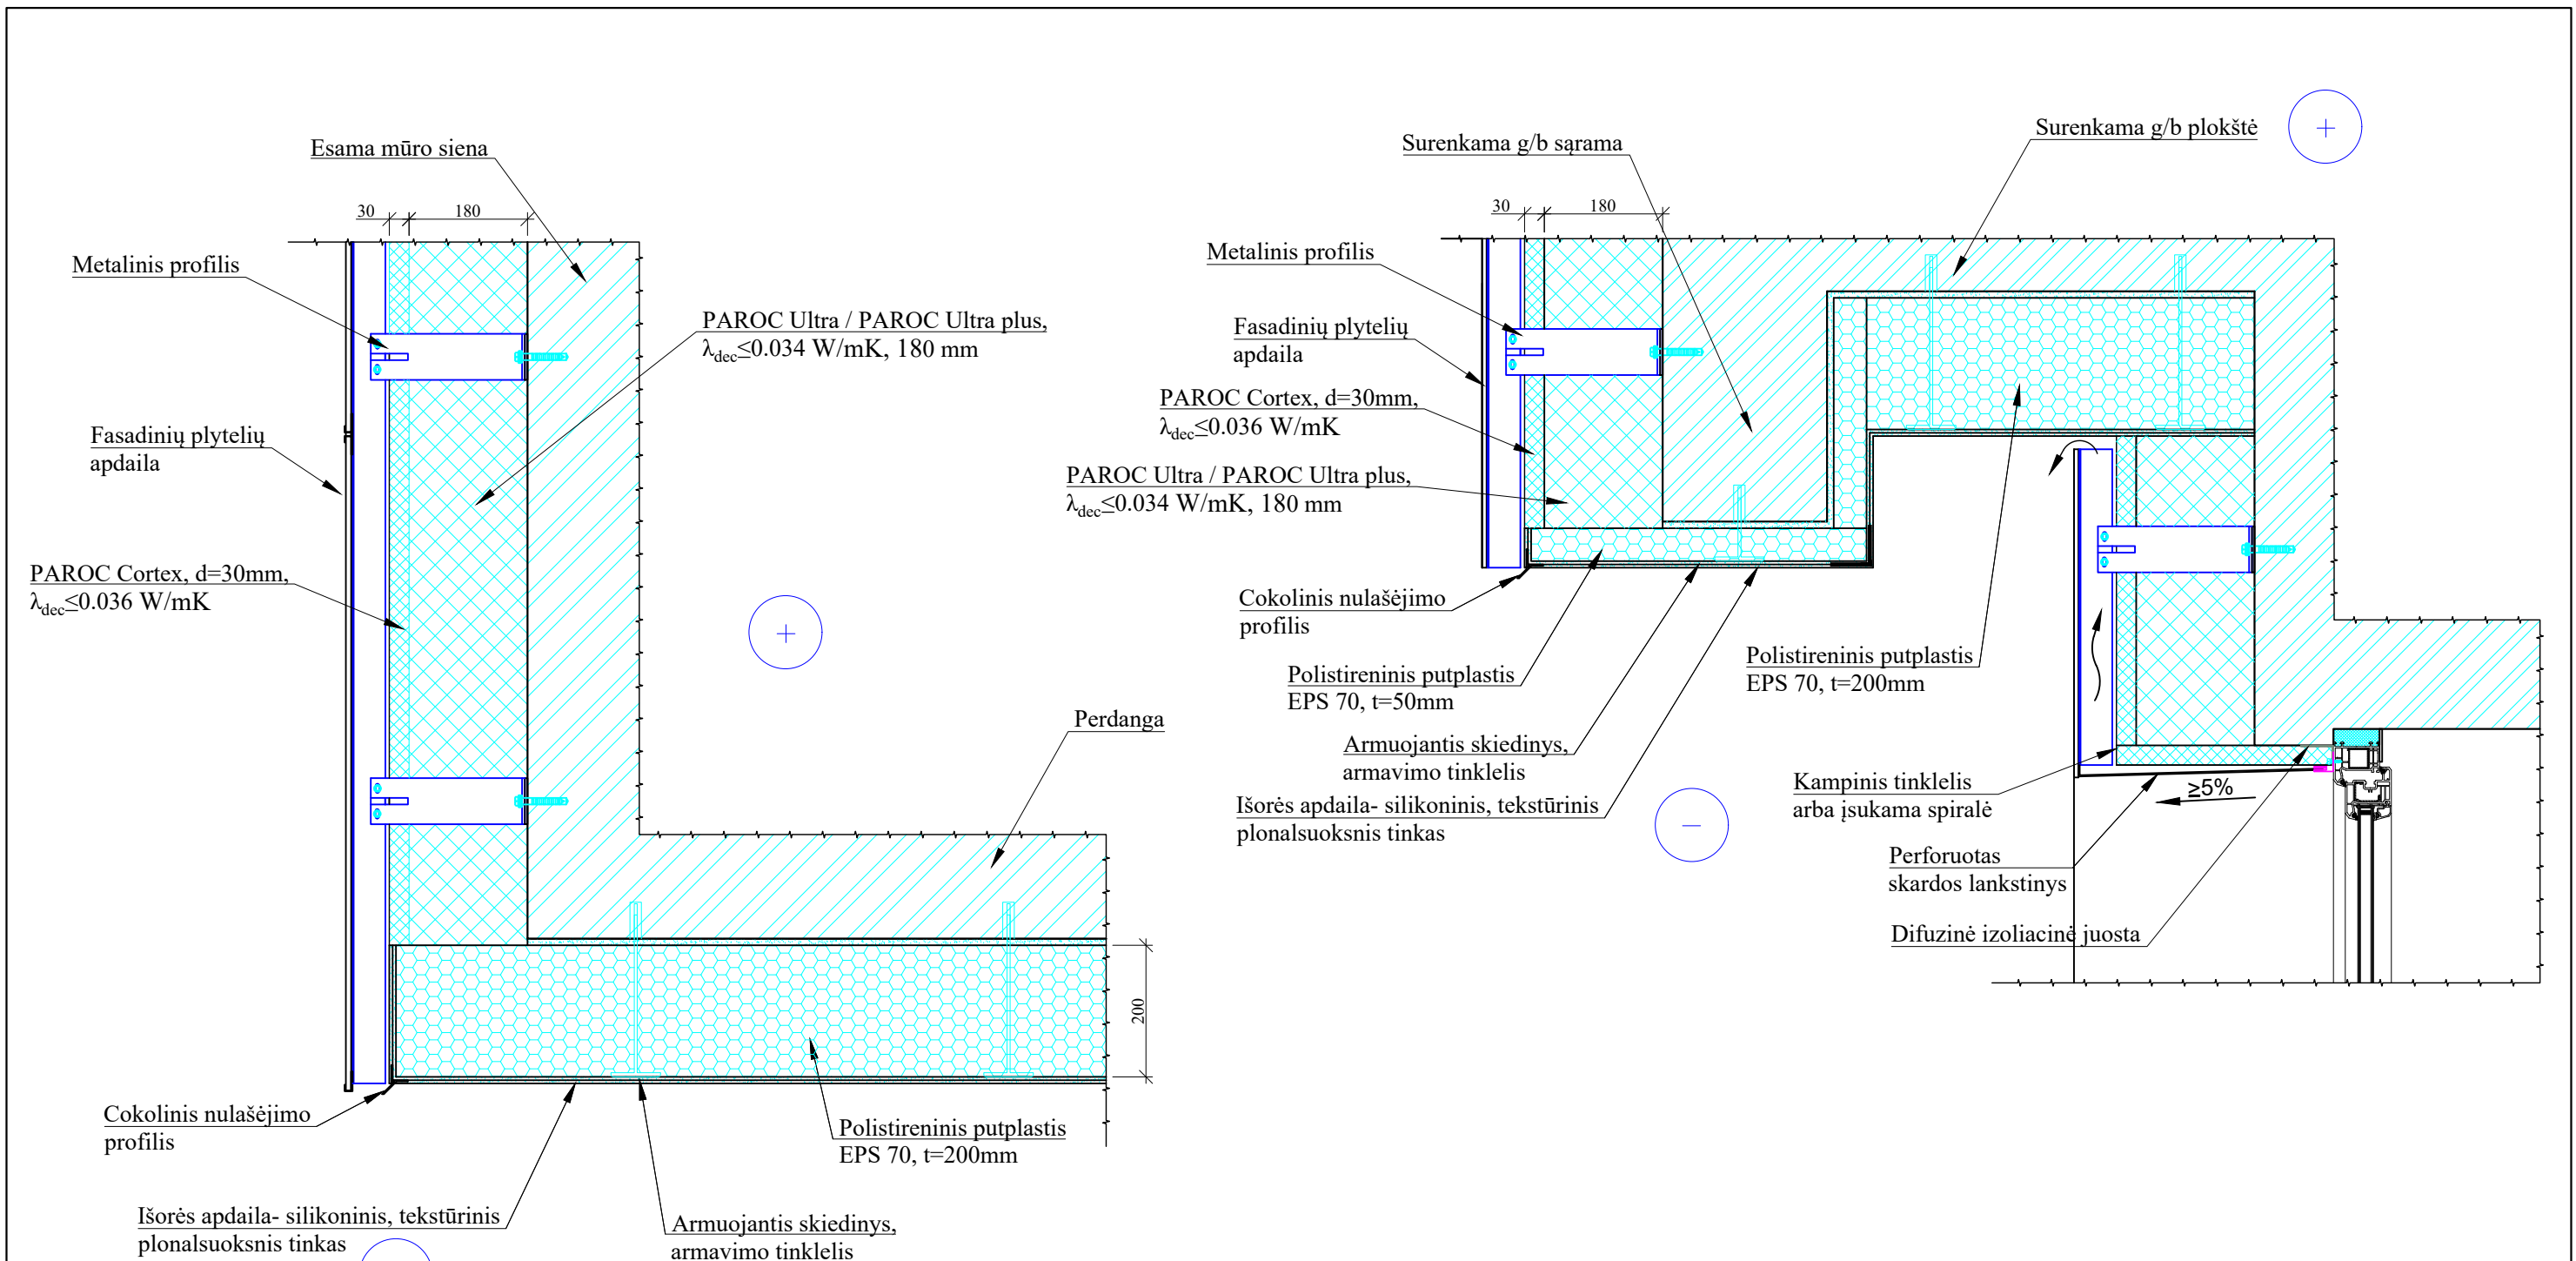 Esama mūro siena
30
180
Metalinis profilis
PAROC Ultra / PAROC Ultra plus,
λdec≤0.034 W/mK, 180 mm
Fasadinių plytelių
apdaila
PAROC Cortex, d=30mm,
λdec≤0.036 W/mK
+
Perdanga
200
Cokolinis nulašėjimo
profilis
Polistireninis putplastis
EPS 70, t=200mm
Išorės apdaila- silikoninis, tekstūrinis
plonalsuoksnis tinkas
Armuojantis skiedinys,
armavimo tinklelis
Surenkama g/b sąrama
Surenkama g/b plokštė
+
30
180
Metalinis profilis
Fasadinių plytelių
apdaila
PAROC Cortex, d=30mm,
λdec≤0.036 W/mK
PAROC Ultra / PAROC Ultra plus,
λdec≤0.034 W/mK, 180 mm
Cokolinis nulašėjimo
profilis
Polistireninis putplastis
EPS 70, t=50mm
Polistireninis putplastis
EPS 70, t=200mm
Armuojantis skiedinys,
armavimo tinklelis
Išorės apdaila- silikoninis, tekstūrinis
plonalsuoksnis tinkas
−
Kampinis tinklelis
arba įsukama spiralė
≥5%
Perforuotas
skardos lankstinys
Difuzinė izoliacinė juosta